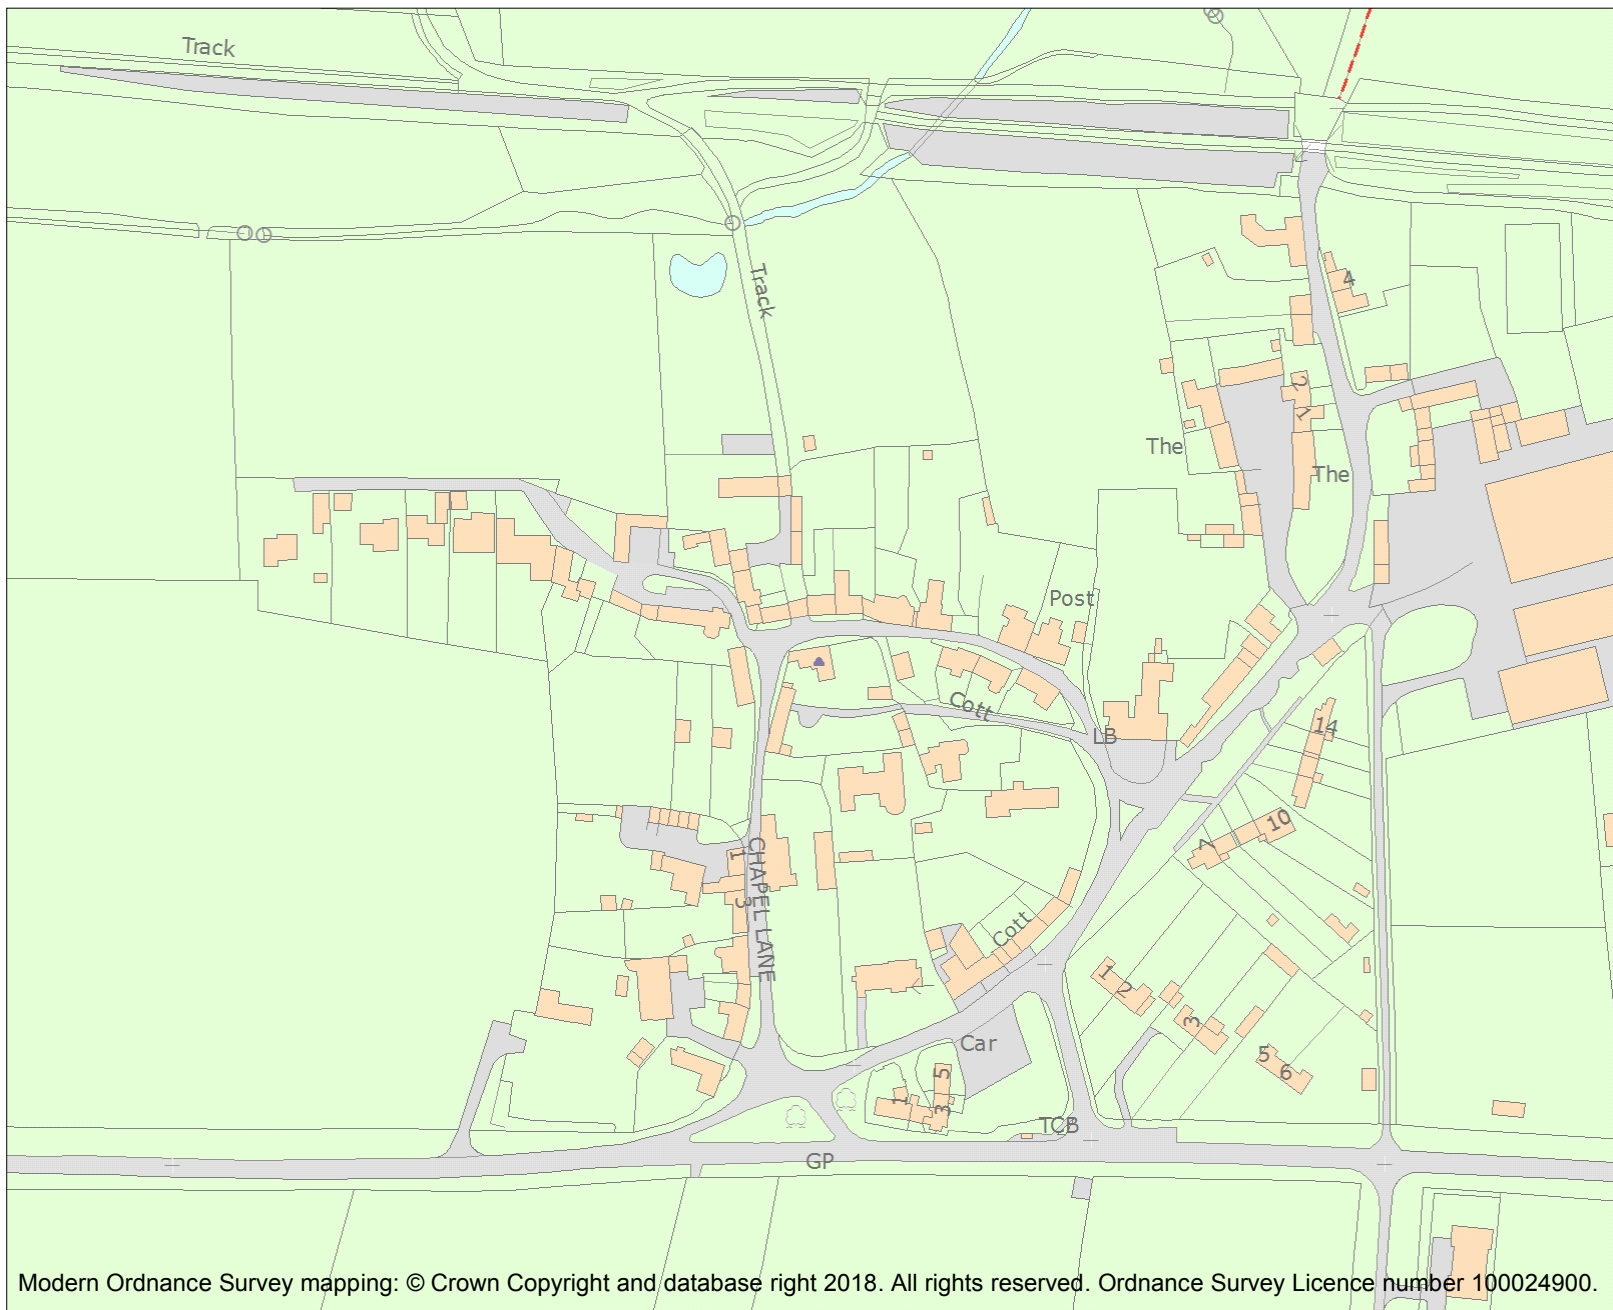 Track
Track
4
2
1
The
The
Post
Cott
LB
14
10
7
1
CHAPEL LANE
3
Cott
1
2
3
Car
5
5
6
1
3
TCB
GP
Modern Ordnance Survey mapping: © Crown Copyright and database right 2018. All rights reserved. Ordnance Survey Licence number 100024900.